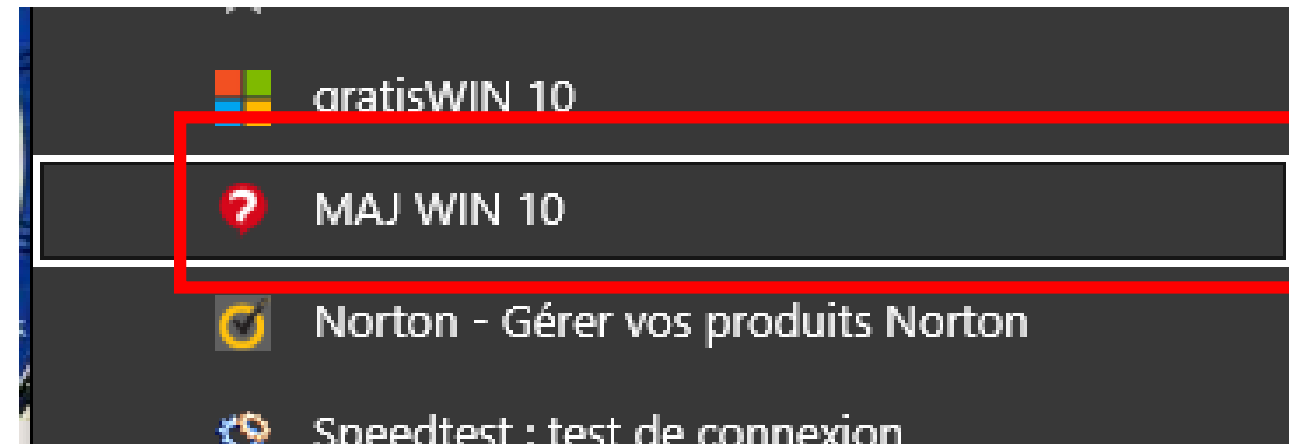 gratisWIN 10
MAJ WIN 10
Norton - Gérer vos produits Norton
Speedtest : test de connexion